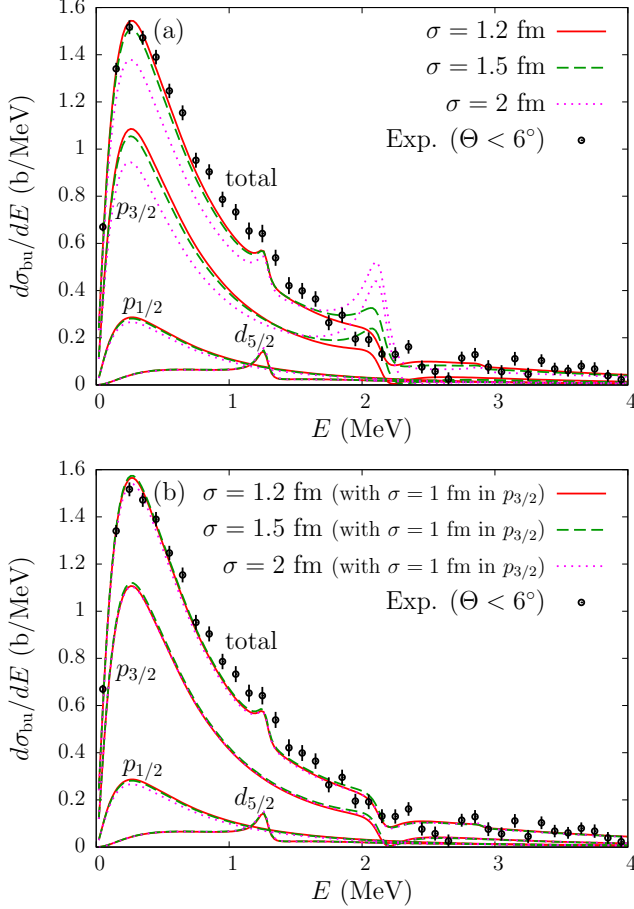 (a)
σ = 1.2 fm
σ = 1.5 fm
σ = 2 fm
Exp. (Θ < 6°)
total
p3/2
p1/2
d5/2
dσbu/dE (b/MeV)
1.6
1.4
1.2
1
0.8
0.6
0.4
0.2
0
0 1 2 3 4
E (MeV)
(b)
σ = 1.2 fm (with σ = 1 fm in p3/2)
σ = 1.5 fm (with σ = 1 fm in p3/2)
σ = 2 fm (with σ = 1 fm in p3/2)
Exp. (Θ < 6°)
total
p3/2
p1/2
d5/2
dσbu/dE (b/MeV)
1.6
1.4
1.2
1
0.8
0.6
0.4
0.2
0
0 1 2 3 4
E (MeV)